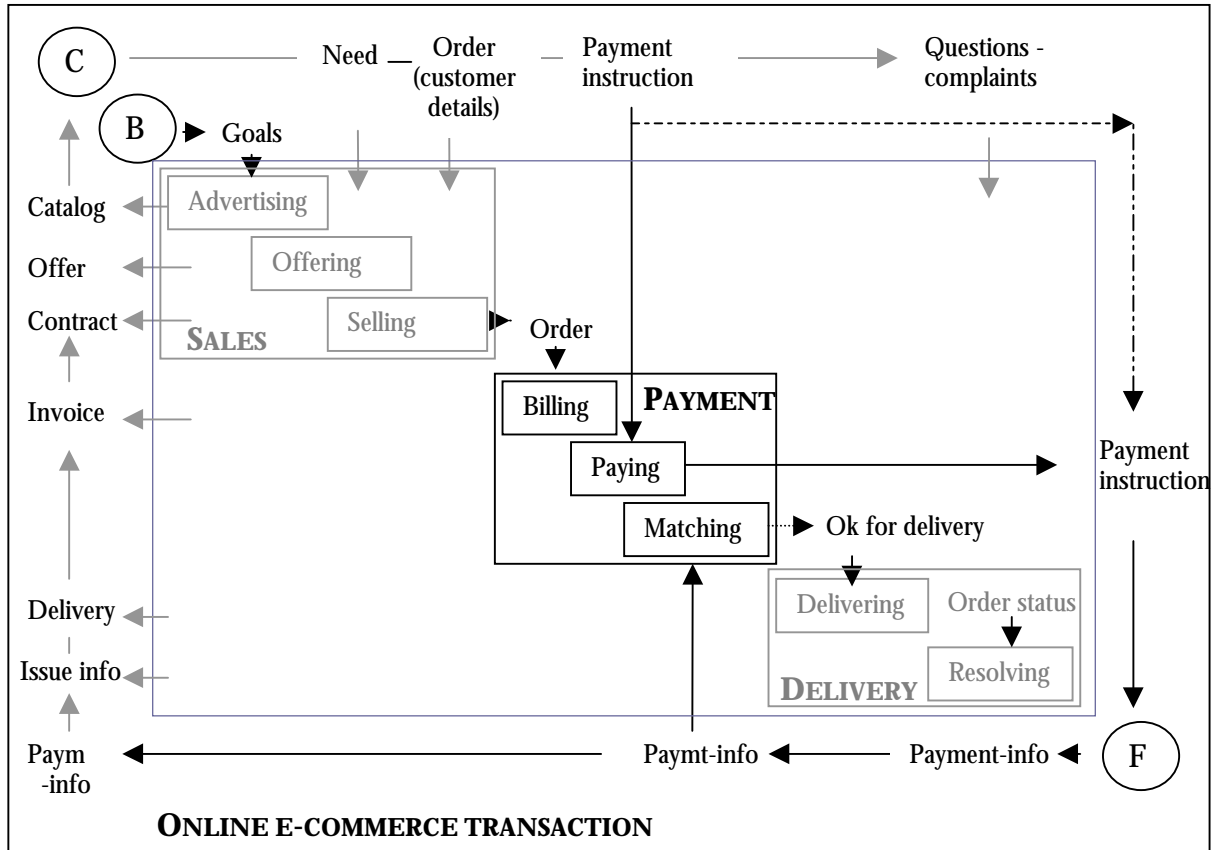 C
Need
Order
(customer
details)
Payment
instruction
Questions -
complaints
B
Goals
Catalog
Advertising
Offer
Offering
Contract
Selling
SALES
Order
Invoice
Billing
PAYMENT
Paying
Payment
instruction
Matching
Ok for delivery
Delivery
Delivering
Order status
Issue info
Resolving
DELIVERY
Paym
-info
Paymt-info
Payment-info
F
ONLINE E-COMMERCE TRANSACTION